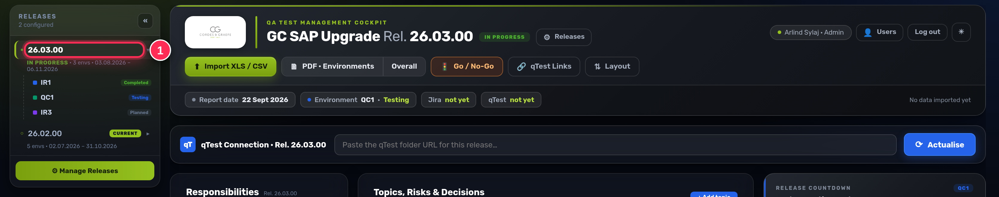 RELEASES
2 configured
«
26.03.00
1
IN PROGRESS • 3 envs • 03.08.2026 –
06.11.2026
IR1 Completed
QC1 Testing
IR3 Planned
26.02.00 CURRENT
5 envs • 02.07.2026 – 31.10.2026
Manage Releases
CG
CORDES & GRAEFE
QA TEST MANAGEMENT COCKPIT
GC SAP Upgrade Rel. 26.03.00 IN PROGRESS Releases
Arlind Sylaj • Admin Users Log out
Import XLS / CSV PDF • Environments Overall Go / No-Go qTest Links Layout
Report date 22 Sept 2026 Environment QC1 • Testing Jira not yet qTest not yet No data imported yet
qT qTest Connection • Rel. 26.03.00 Paste the qTest folder URL for this release... Actualise
Responsibilities Rel. 26.03.00
Topics, Risks & Decisions
+ Add topic
RELEASE COUNTDOWN QC1